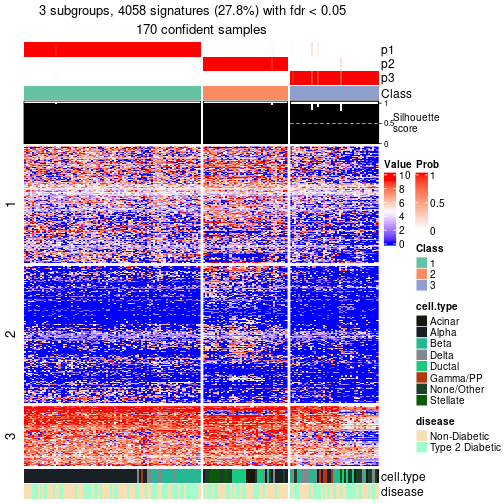 3 subgroups, 4058 signatures (27.8%) with fdr < 0.05
170 confident samples
p1
p2
p3
Class
1
0.5
0
Silhouette
score
1
2
3
Value
10
8
6
4
2
0
Prob
1
0.5
0
Class
1
2
3
cell.type
Acinar
Alpha
Beta
Delta
Ductal
Gamma/PP
None/Other
Stellate
disease
Non-Diabetic
Type 2 Diabetic
cell.type
disease